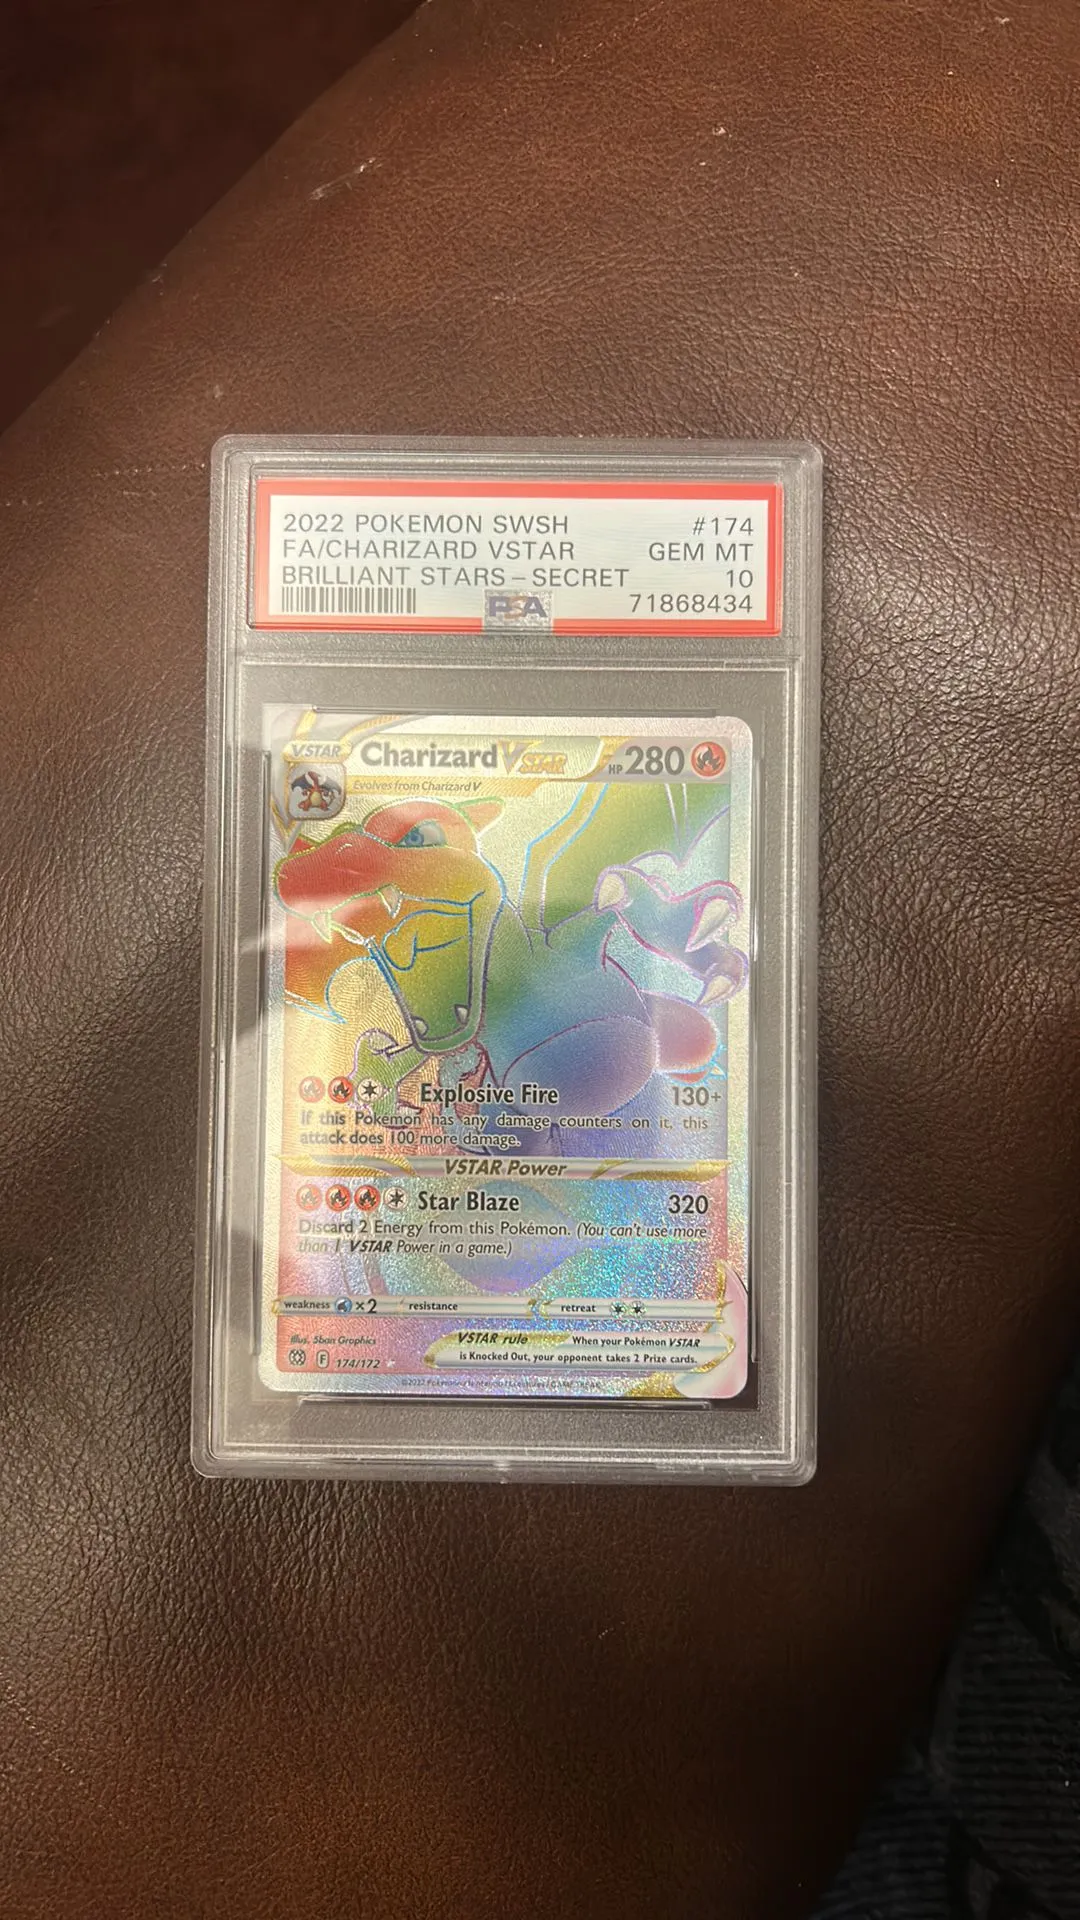 2022 POKEMON SWSH #174
FA/CHARIZARD VSTAR GEM MT
BRILLIANT STARS – SECRET 10
PSA 71868434
VSTAR Charizard VSTAR HP 280
Evolves from Charizard V
Explosive Fire 130+
If this Pokémon has any damage counters on it, this
attack does 100 more damage.
VSTAR Power
Star Blaze 320
Discard 2 Energy from this Pokémon. (You can't use more
than 1 VSTAR Power in a game.)
weakness ×2 resistance retreat
Illus. 5ban Graphics VSTAR rule When your Pokémon VSTAR
is Knocked Out, your opponent takes 2 Prize cards.
F 174/172
©2022 Pokémon